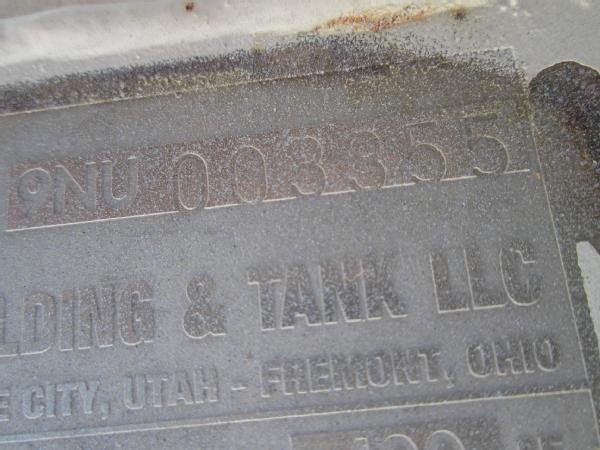 9NU 003355
LDING & TANK LLC
E CITY, UTAH - FREMONT, OHIO